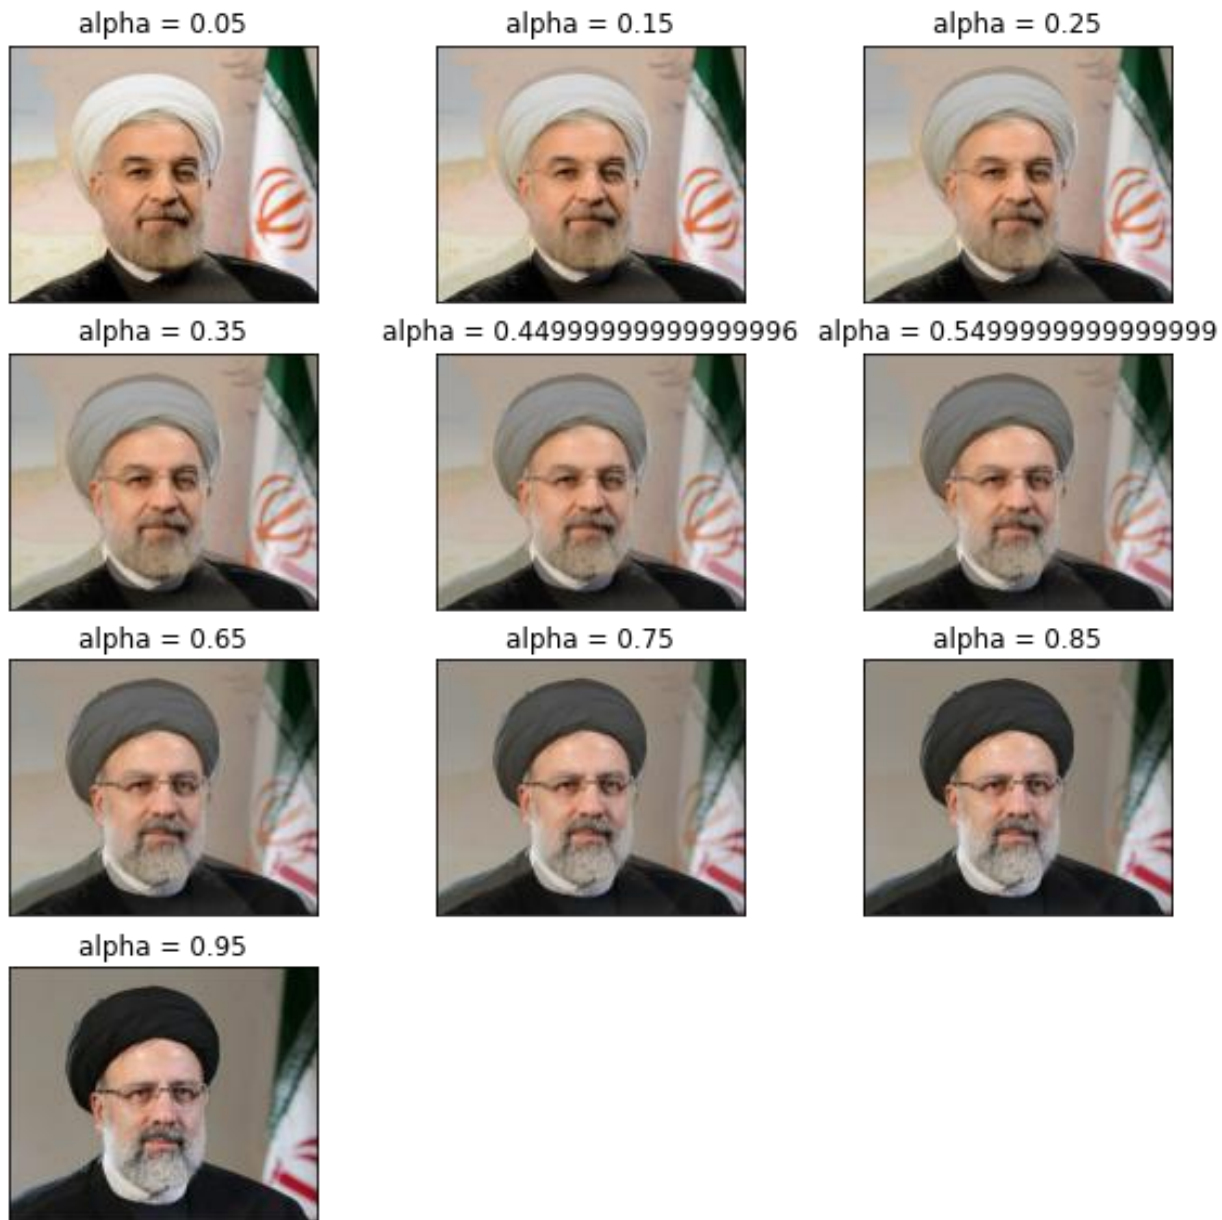 alpha = 0.05
alpha = 0.15
alpha = 0.25
alpha = 0.35
alpha = 0.44999999999999996
alpha = 0.5499999999999999
alpha = 0.65
alpha = 0.75
alpha = 0.85
alpha = 0.95